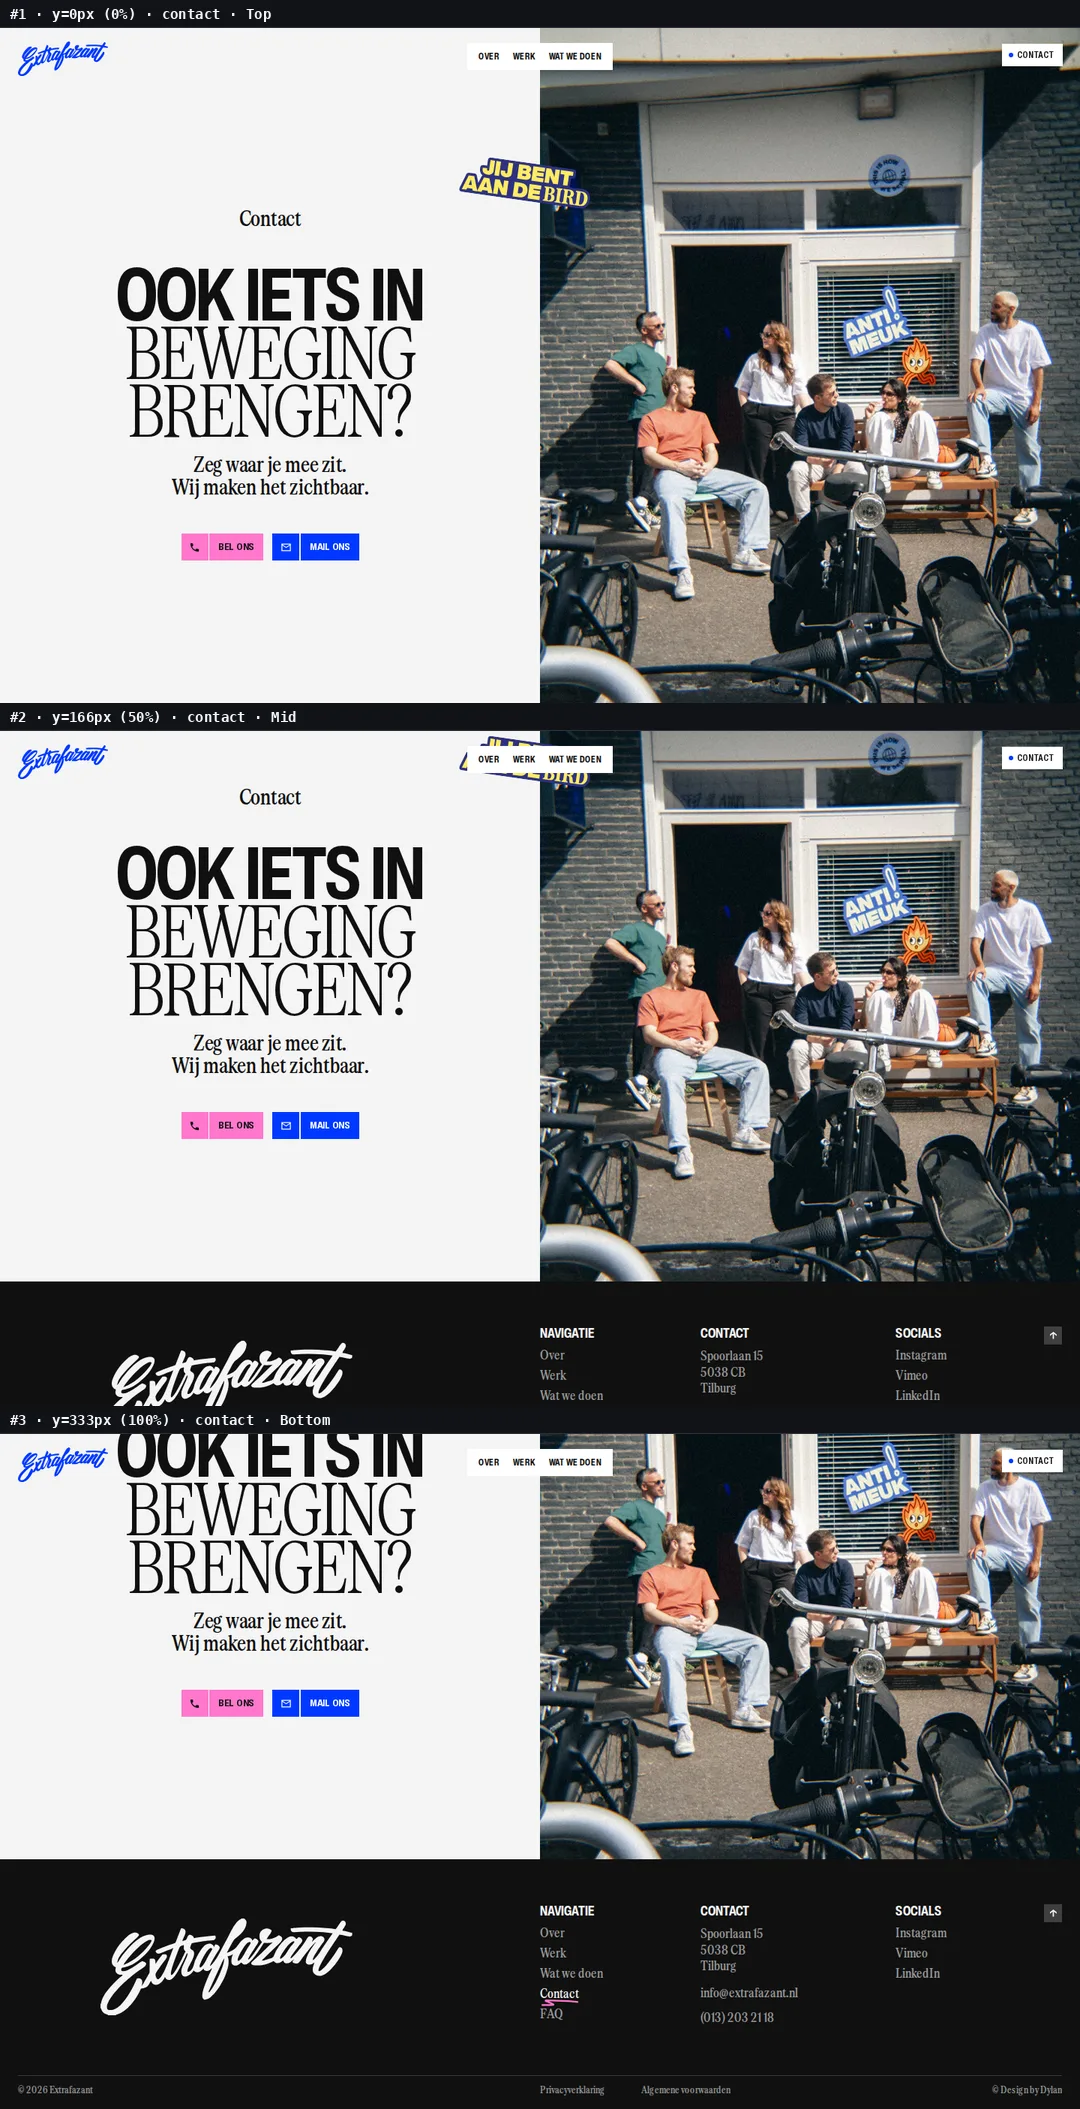 #1 · y=0px (0%) · contact · Top
Extrafazant
OVER WERK WAT WE DOEN
CONTACT
JIJ BENT
AAN DE BIRD
THIS IS HOW
Contact
OOK IETS IN
BEWEGING
BRENGEN?
Zeg waar je mee zit.
Wij maken het zichtbaar.
BEL ONS
MAIL ONS
ANTI
MEUK!
#2 · y=166px (50%) · contact · Mid
Extrafazant
OVER WERK WAT WE DOEN
CONTACT
BIRD
THIS IS HOW
Contact
OOK IETS IN
BEWEGING
BRENGEN?
Zeg waar je mee zit.
Wij maken het zichtbaar.
BEL ONS
MAIL ONS
ANTI
MEUK!
Extrafazant
NAVIGATIE
Over
Werk
Wat we doen
CONTACT
Spoorlaan 15
5038 CB
Tilburg
SOCIALS
Instagram
Vimeo
LinkedIn
#3 · y=333px (100%) · contact · Bottom
Extrafazant
OVER WERK WAT WE DOEN
CONTACT
OOK IETS IN
BEWEGING
BRENGEN?
Zeg waar je mee zit.
Wij maken het zichtbaar.
BEL ONS
MAIL ONS
ANTI
MEUK!
Extrafazant
NAVIGATIE
Over
Werk
Wat we doen
Contact
FAQ
CONTACT
Spoorlaan 15
5038 CB
Tilburg
info@extrafazant.nl
(013) 203 21 18
SOCIALS
Instagram
Vimeo
LinkedIn
© 2026 Extrafazant
Privacyverklaring
Algemene voorwaarden
© Design by Dylan